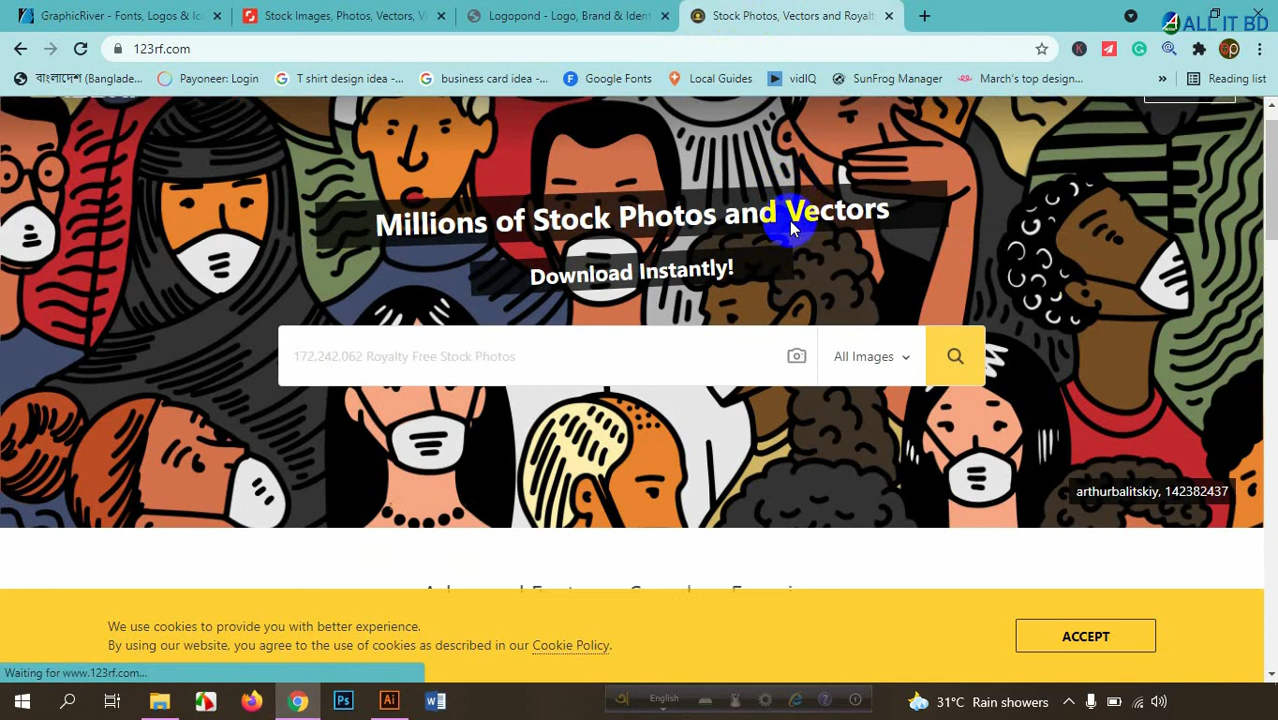 GraphicRiver - Fonts, Logos & Ic
Stock Images, Photos, Vectors, V
Logopond - Logo, Brand & Ident
Stock Photos, Vectors and Royalt
ALL IT BD
123rf.com
বাংলাদেশ (Banglade...
Payoneer: Login
T shirt design idea -...
business card idea -...
Google Fonts
Local Guides
vidIQ
SunFrog Manager
March's top design...
Reading list
Millions of Stock Photos and Vectors
Download Instantly!
172,242,062 Royalty Free Stock Photos
All Images
arthurbalitskiy, 142382437
We use cookies to provide you with better experience.
By using our website, you agree to the use of cookies as described in our Cookie Policy.
ACCEPT
Waiting for www.123rf.com...
Ps
Ai
English
31°C Rain showers